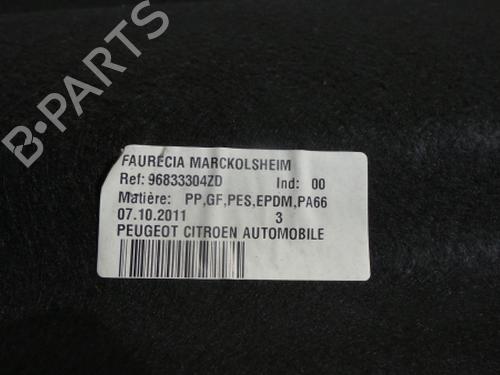 FAURECIA MARCKOLSHEIM
Ref: 96833304ZD Ind: 00
Matière: PP,GF,PES,EPDM,PA66
07.10.2011 3
PEUGEOT CITROEN AUTOMOBILE
B-PARTS